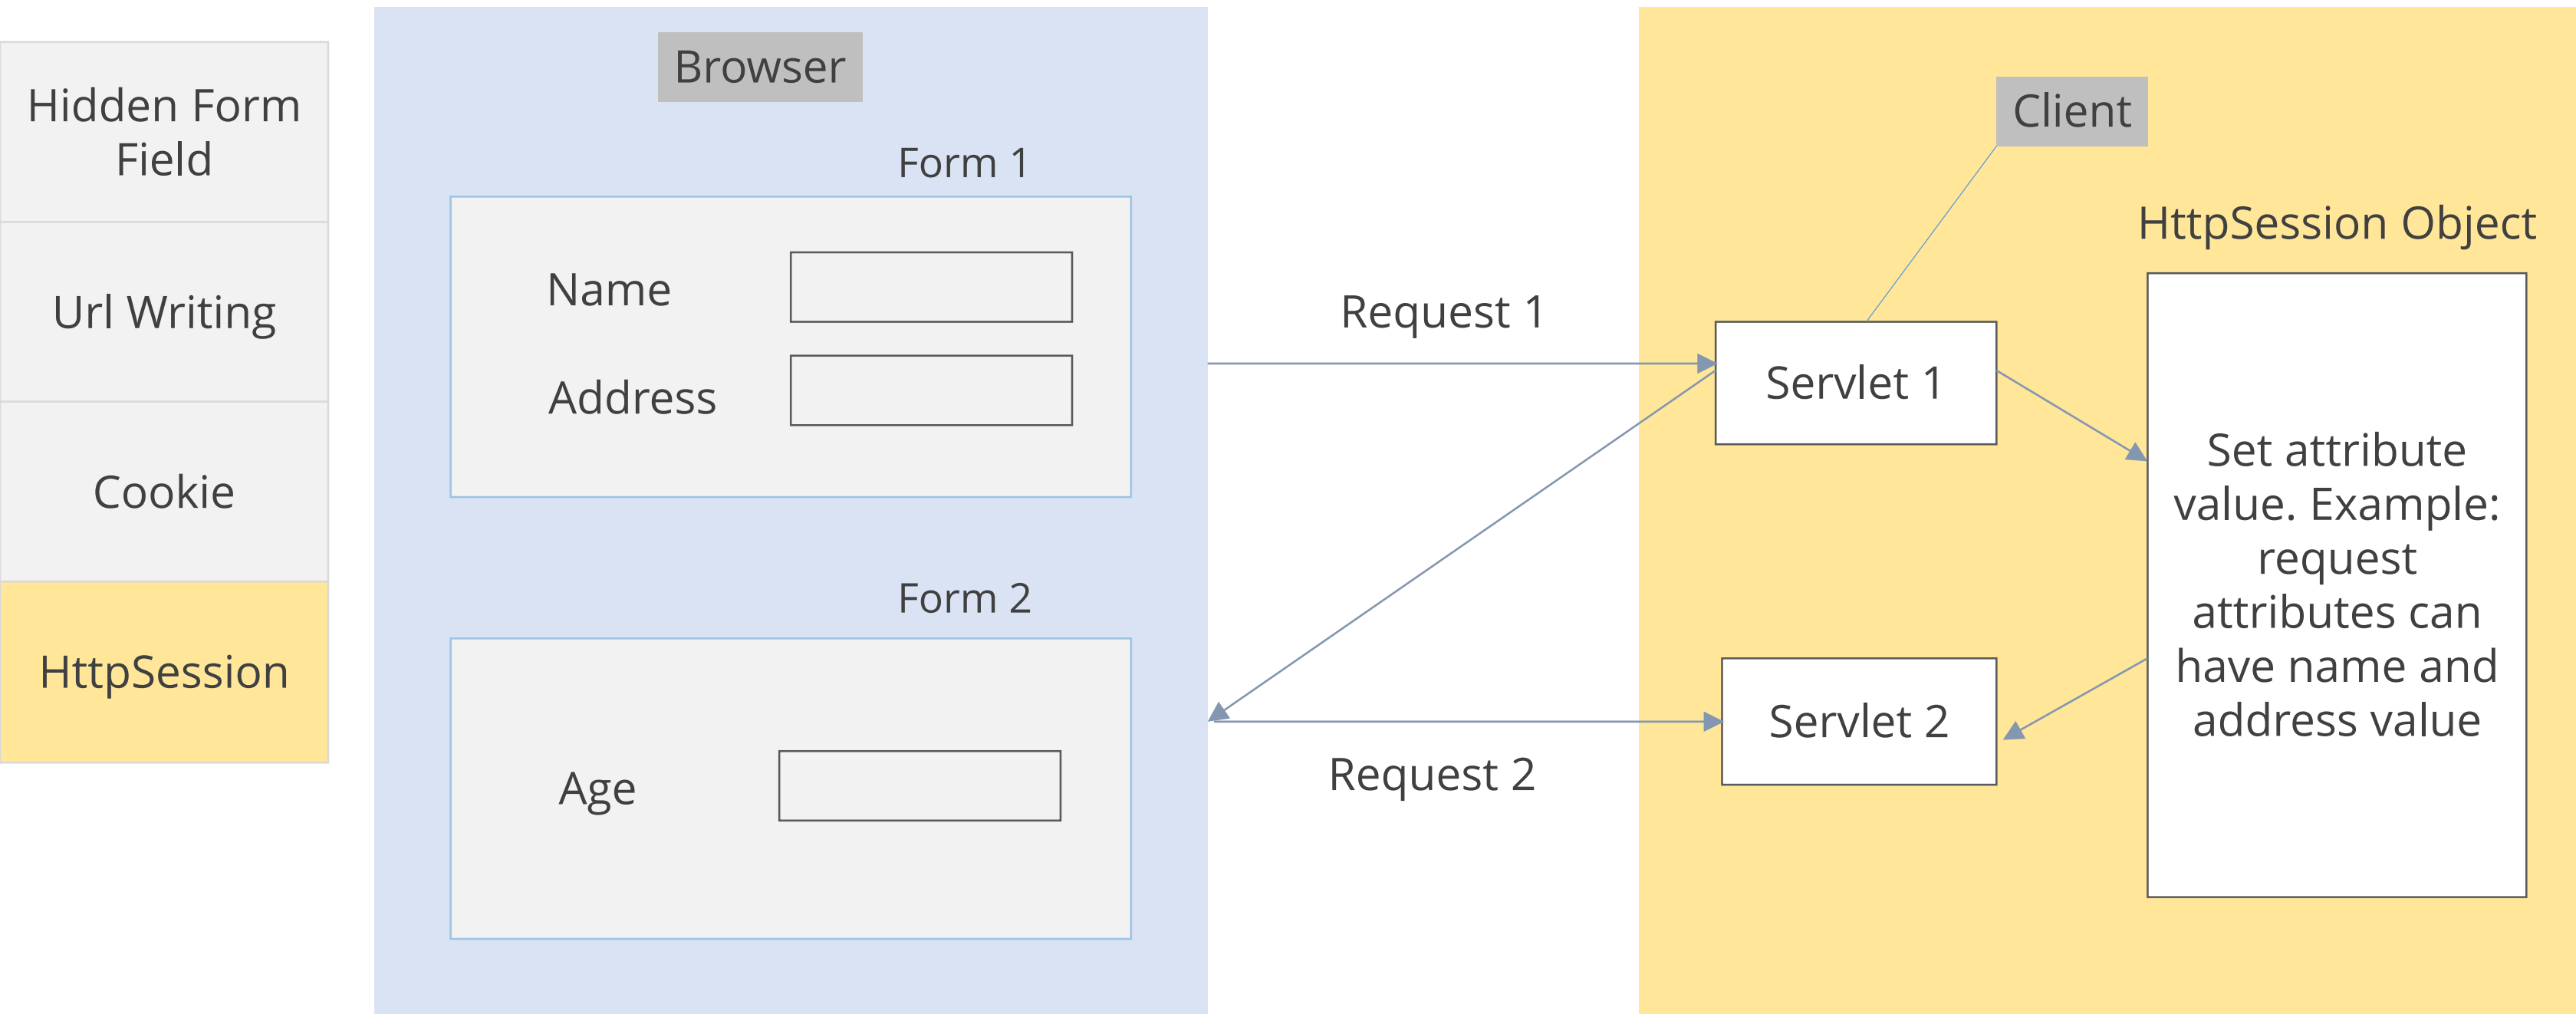 Hidden Form
Field
Url Writing
Cookie
HttpSession
Browser
Form 1
Name
Address
Form 2
Age
Request 1
Request 2
Client
HttpSession Object
Servlet 1
Servlet 2
Set attribute
value. Example:
request
attributes can
have name and
address value